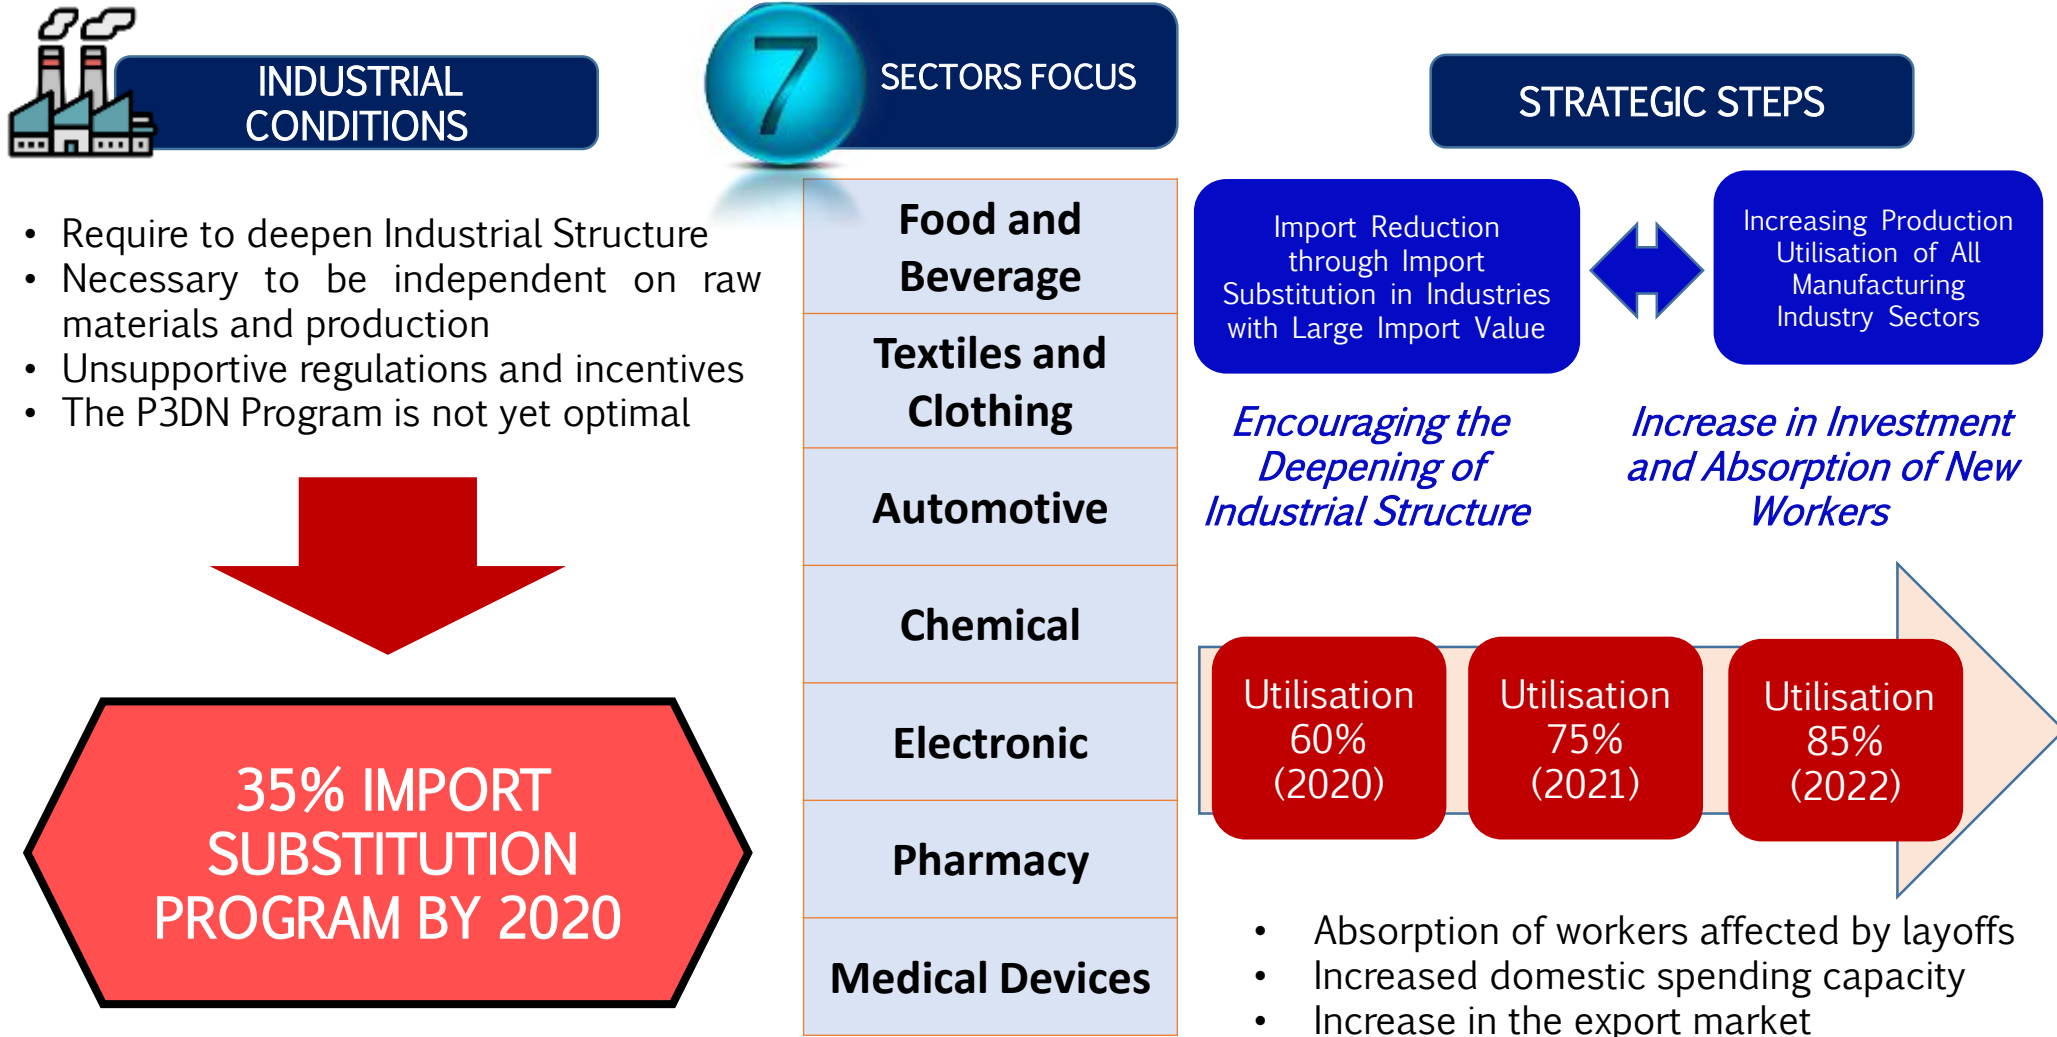 INDUSTRIAL
CONDITIONS
• Require to deepen Industrial Structure
• Necessary to be independent on raw
materials and production
• Unsupportive regulations and incentives
• The P3DN Program is not yet optimal
35% IMPORT
SUBSTITUTION
PROGRAM BY 2020
7
SECTORS FOCUS
Food and
Beverage
Textiles and
Clothing
Automotive
Chemical
Electronic
Pharmacy
Medical Devices
STRATEGIC STEPS
Import Reduction
through Import
Substitution in Industries
with Large Import Value
Increasing Production
Utilisation of All
Manufacturing
Industry Sectors
Encouraging the
Deepening of
Industrial Structure
Increase in Investment
and Absorption of New
Workers
Utilisation
60%
(2020)
Utilisation
75%
(2021)
Utilisation
85%
(2022)
• Absorption of workers affected by layoffs
• Increased domestic spending capacity
• Increase in the export market